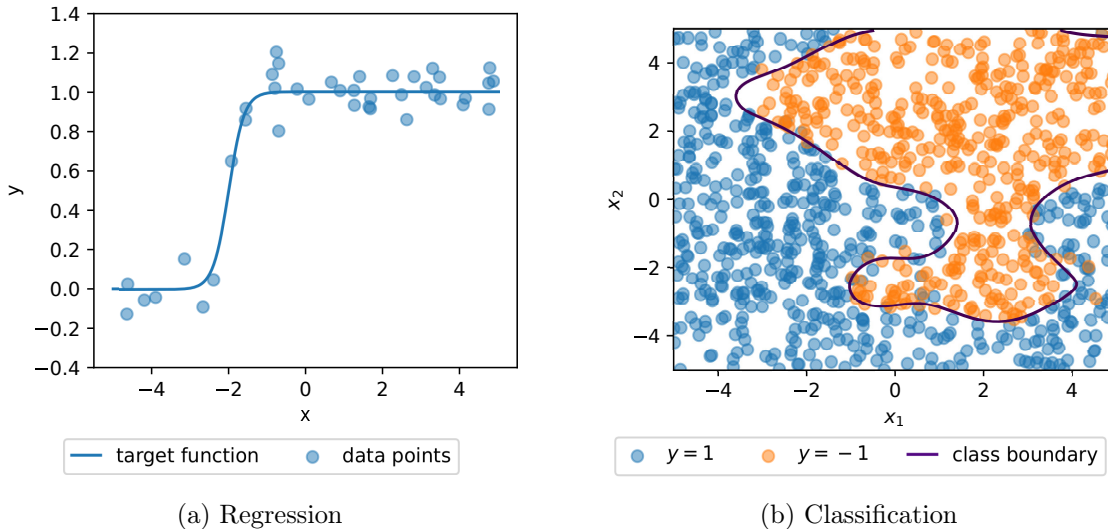 1.4
1.2
1.0
0.8
0.6
0.4
0.2
0.0
−0.2
−0.4
y
−4 −2 0 2 4
x
target function data points
(a) Regression
4
2
0
−2
−4
x₂
−4 −2 0 2 4
x₁
y = 1 y = −1 class boundary
(b) Classification